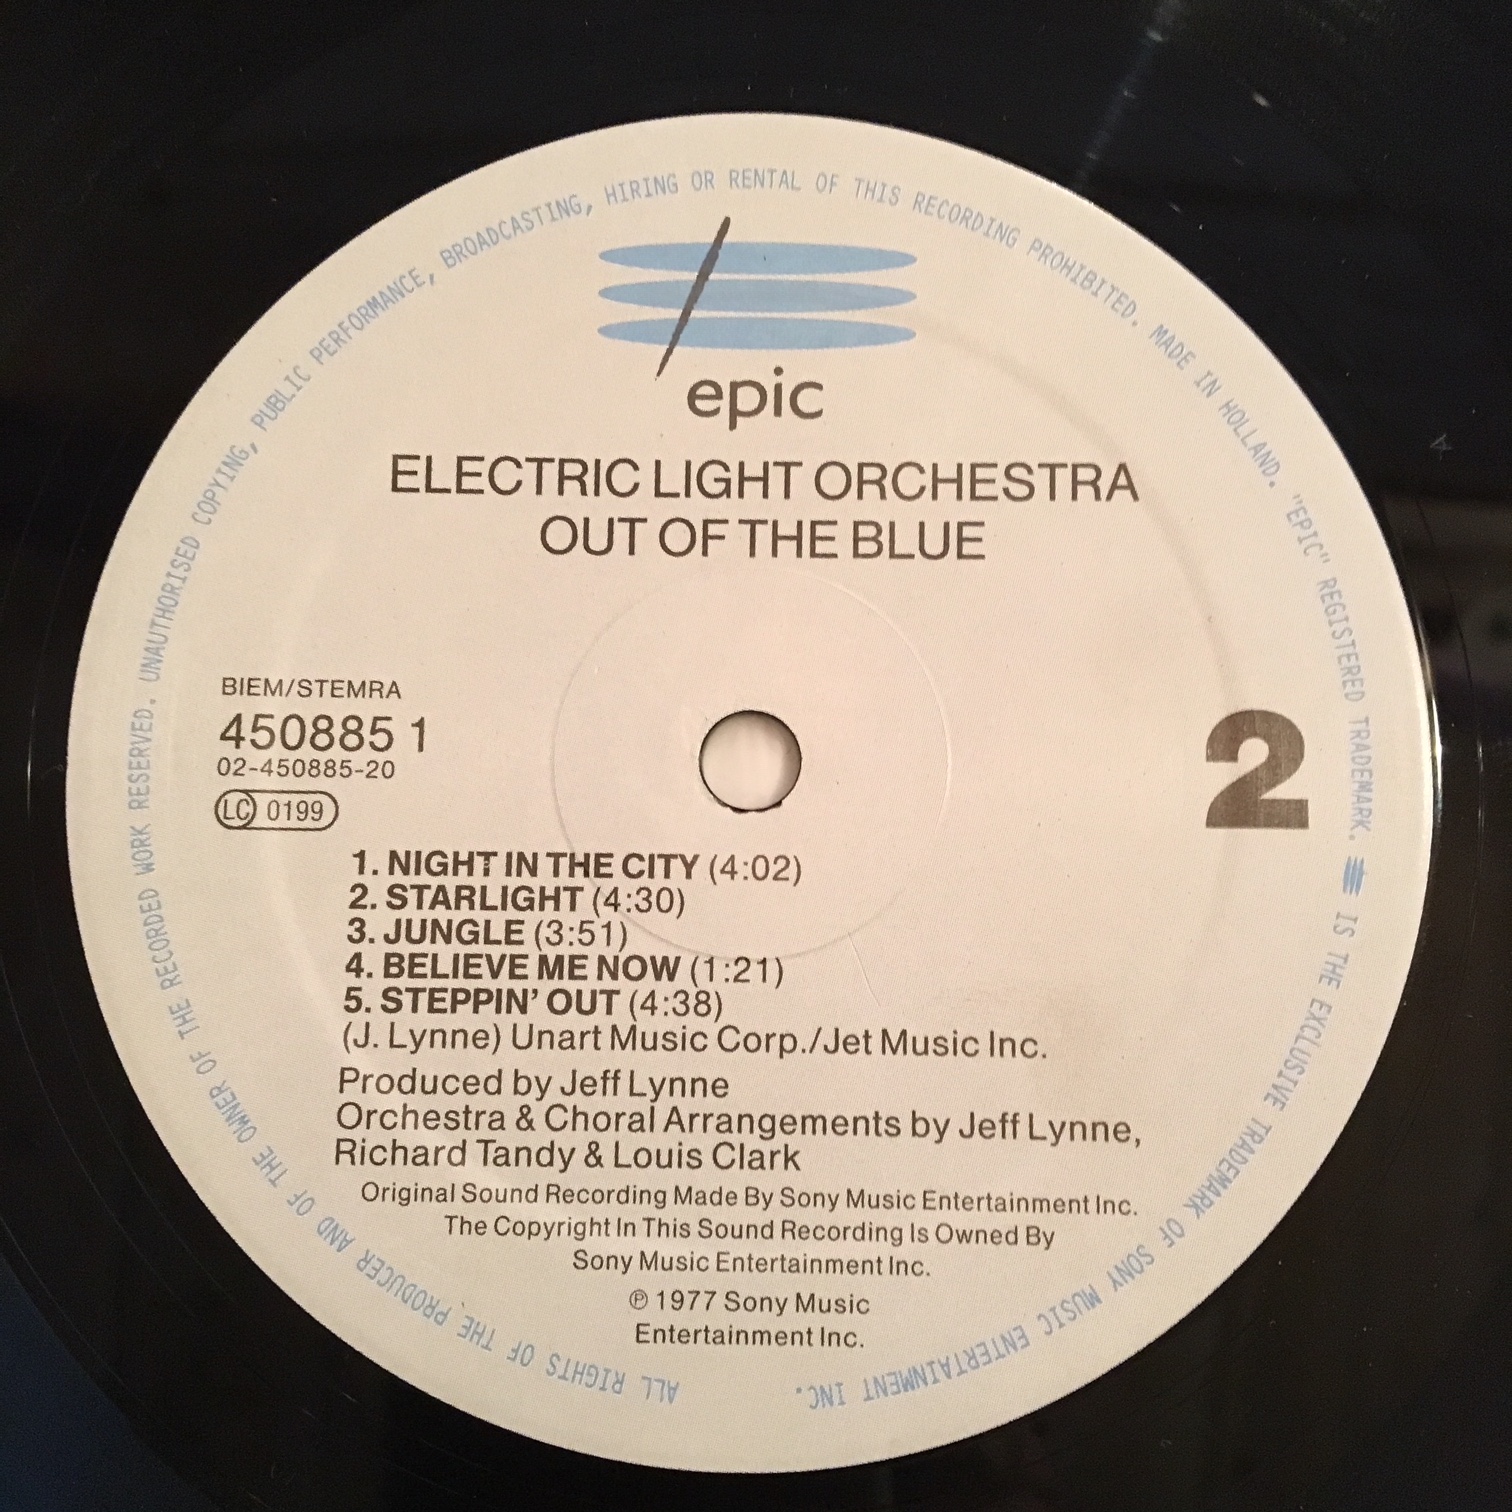 epic
ELECTRIC LIGHT ORCHESTRA
OUT OF THE BLUE
BIEM/STEMRA
450885 1
02-450885-20
LC 0199
2
1. NIGHT IN THE CITY (4:02)
2. STARLIGHT (4:30)
3. JUNGLE (3:51)
4. BELIEVE ME NOW (1:21)
5. STEPPIN' OUT (4:38)
(J. Lynne) Unart Music Corp./Jet Music Inc.
Produced by Jeff Lynne
Orchestra & Choral Arrangements by Jeff Lynne,
Richard Tandy & Louis Clark
Original Sound Recording Made By Sony Music Entertainment Inc.
The Copyright In This Sound Recording Is Owned By
Sony Music Entertainment Inc.
℗ 1977 Sony Music
Entertainment Inc.
ALL RIGHTS OF THE PRODUCER AND OF THE OWNER OF THE RECORDED WORK RESERVED. UNAUTHORISED COPYING, PUBLIC PERFORMANCE, BROADCASTING, HIRING OR RENTAL OF THIS RECORDING PROHIBITED. MADE IN HOLLAND. "EPIC" REGISTERED TRADEMARK. IS THE EXCLUSIVE TRADEMARK OF SONY MUSIC ENTERTAINMENT INC.